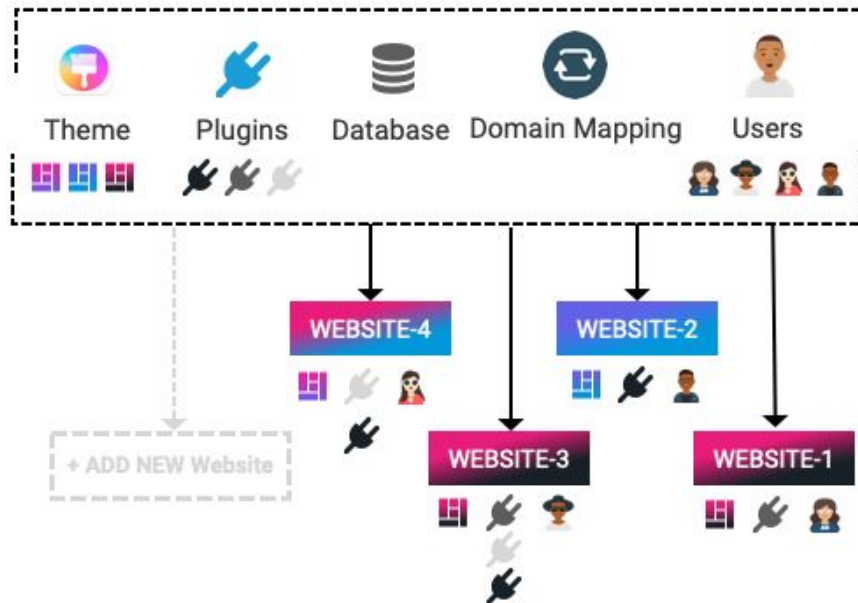 Theme
Plugins
Database
Domain Mapping
Users
WEBSITE-4
WEBSITE-2
+ ADD NEW Website
WEBSITE-3
WEBSITE-1